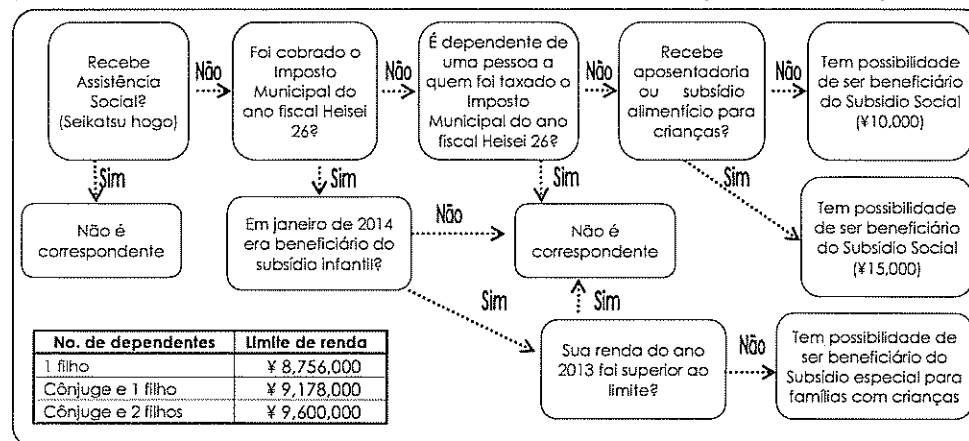 Recebe
Assistência
Social?
(Seikatsu hogo)
Não
Foi cobrado o
Imposto
Municipal do
ano fiscal Heisei
26?
Não
É dependente de
uma pessoa a
quem foi taxado o
Imposto
Municipal do ano
fiscal Heisei 26?
Não
Recebe
aposentadoria
ou subsídio
alimentício para
crianças?
Não
Tem possibilidade
de ser beneficiário
do Subsídio Social
(¥10,000)
Sim
Sim
Sim
Sim
Não é
correspondente
Em janeiro de 2014
era beneficiário do
subsídio infantil?
Não
Não é
correspondente
Tem possibilidade
de ser beneficiário
do Subsídio Social
(¥15,000)
Sim
Sim
No. de dependentes Limite de renda
1 filho ¥ 8,756,000
Cônjuge e 1 filho ¥ 9,178,000
Cônjuge e 2 filhos ¥ 9,600,000
Sua renda do ano
2013 foi superior ao
limite?
Não
Tem possibilidade de
ser beneficiário do
Subsídio especial para
famílias com crianças